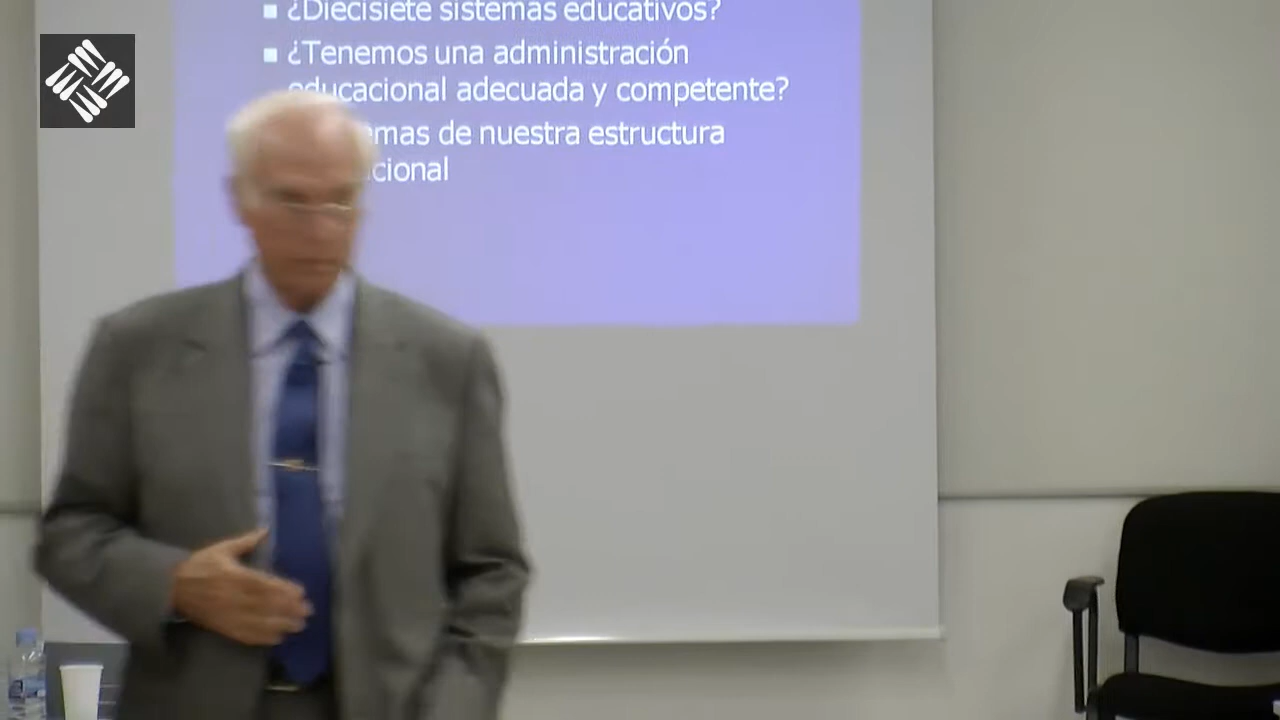 ¿Diecisiete sistemas educativos?
¿Tenemos una administración
educacional adecuada y competente?
de nuestra estructura